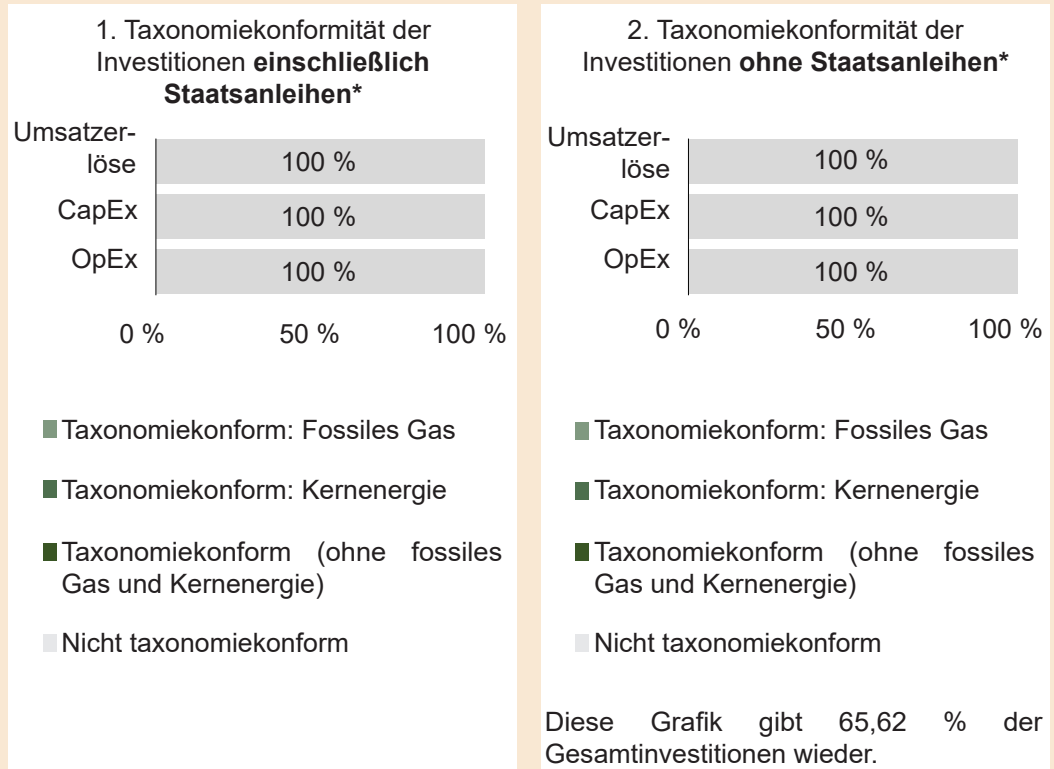 1. Taxonomiekonformität der
Investitionen einschließlich
Staatsanleihen*
Umsatzer-
löse
100 %
CapEx
100 %
OpEx
100 %
0 % 50 % 100 %
Taxonomiekonform: Fossiles Gas
Taxonomiekonform: Kernenergie
Taxonomiekonform (ohne fossiles
Gas und Kernenergie)
Nicht taxonomiekonform
2. Taxonomiekonformität der
Investitionen ohne Staatsanleihen*
Umsatzer-
löse
100 %
CapEx
100 %
OpEx
100 %
0 % 50 % 100 %
Taxonomiekonform: Fossiles Gas
Taxonomiekonform: Kernenergie
Taxonomiekonform (ohne fossiles
Gas und Kernenergie)
Nicht taxonomiekonform
Diese Grafik gibt 65,62 % der
Gesamtinvestitionen wieder.